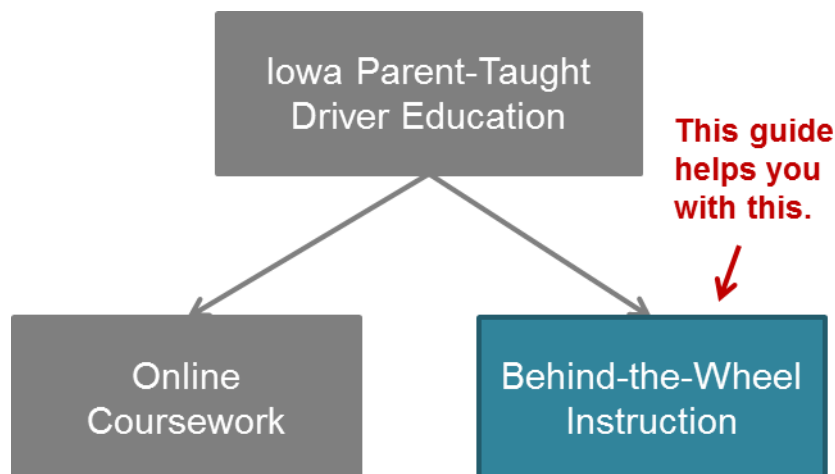 Iowa Parent-Taught
Driver Education
This guide
helps you
with this.
Online
Coursework
Behind-the-Wheel
Instruction